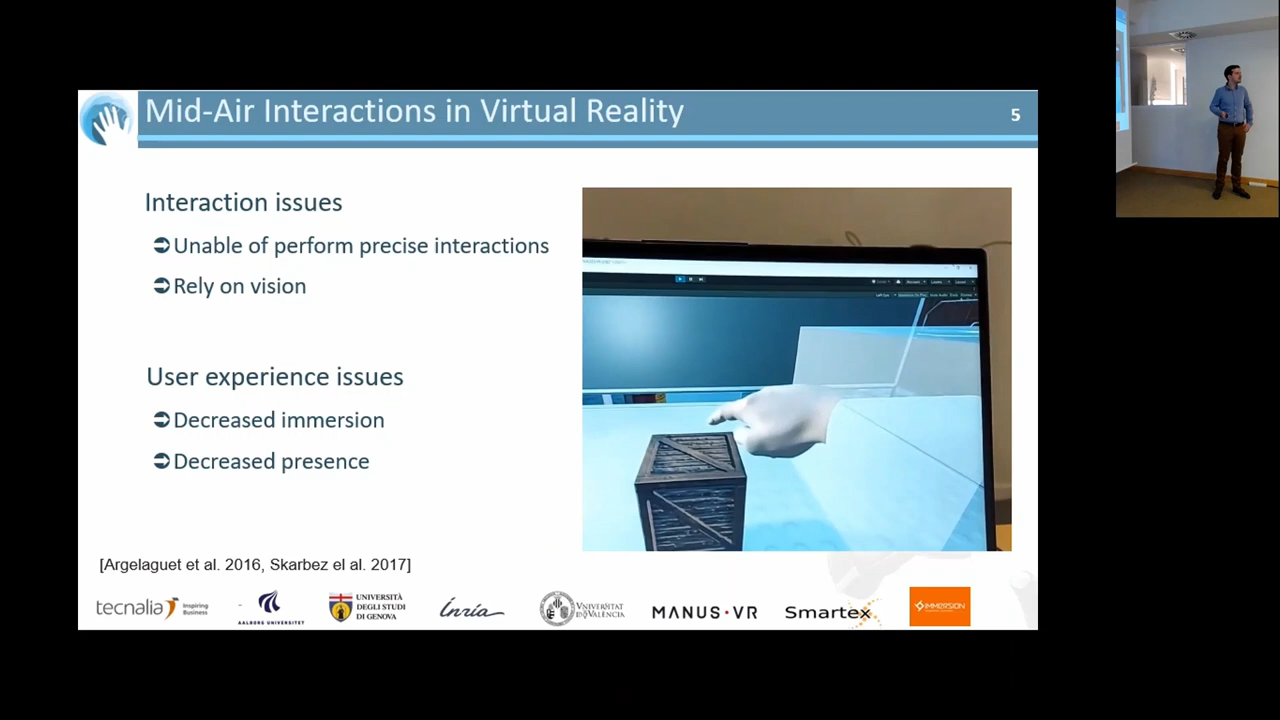 Mid-Air Interactions in Virtual Reality
5
Interaction issues
➲Unable of perform precise interactions
➲Rely on vision
User experience issues
➲Decreased immersion
➲Decreased presence
[Argelaguet et al. 2016, Skarbez el al. 2017]
tecnalia Inspiring Business
AALBORG UNIVERSITET
UNIVERSITÀ DEGLI STUDI DI GENOVA
Inria
VNIVERSITAT DE VALÈNCIA
MANUS·VR
Smartex
IMMERSION